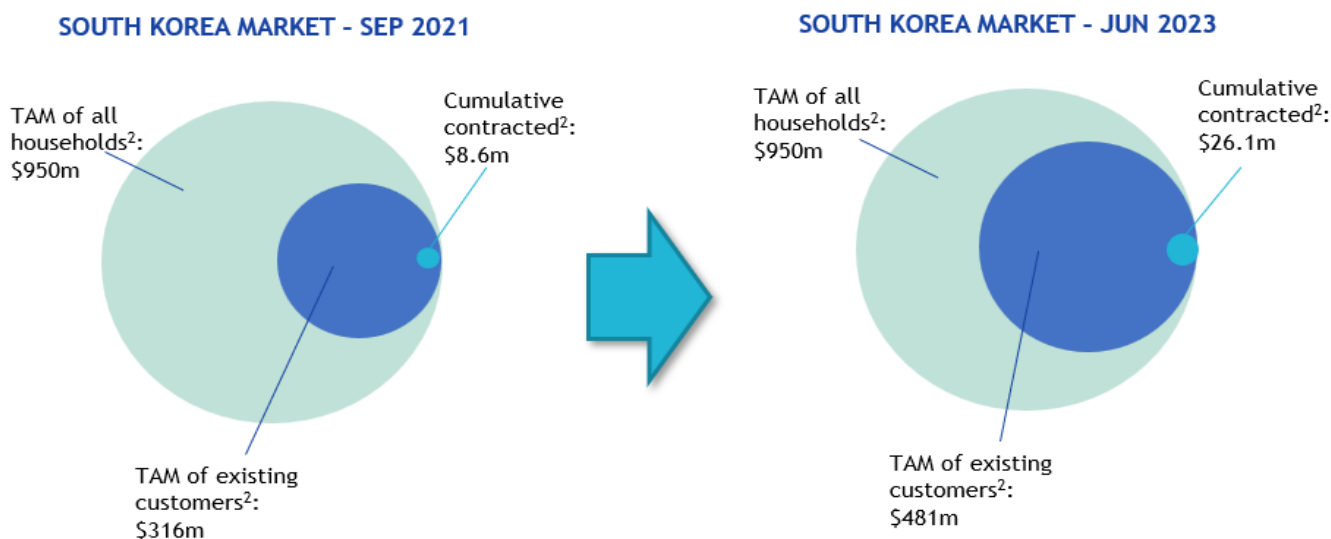 SOUTH KOREA MARKET – SEP 2021
TAM of all
households²:
$950m
Cumulative
contracted²:
$8.6m
TAM of existing
customers²:
$316m
SOUTH KOREA MARKET – JUN 2023
TAM of all
households²:
$950m
Cumulative
contracted²:
$26.1m
TAM of existing
customers²:
$481m